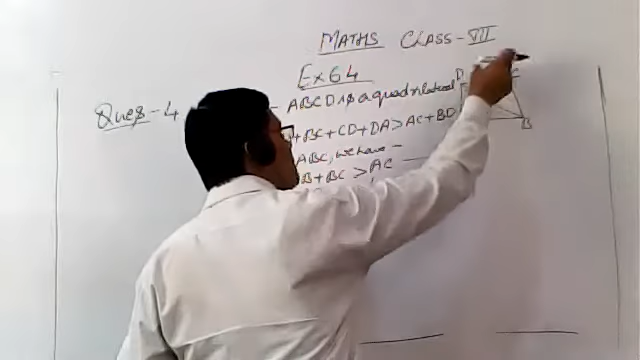 MATHS CLASS-VII
Ex 6.4
Ques-4 - ABCD is a quadrilateral
+ BC + CD + DA > AC + BD
ABC, we have -
B + BC > AC
D
C
B